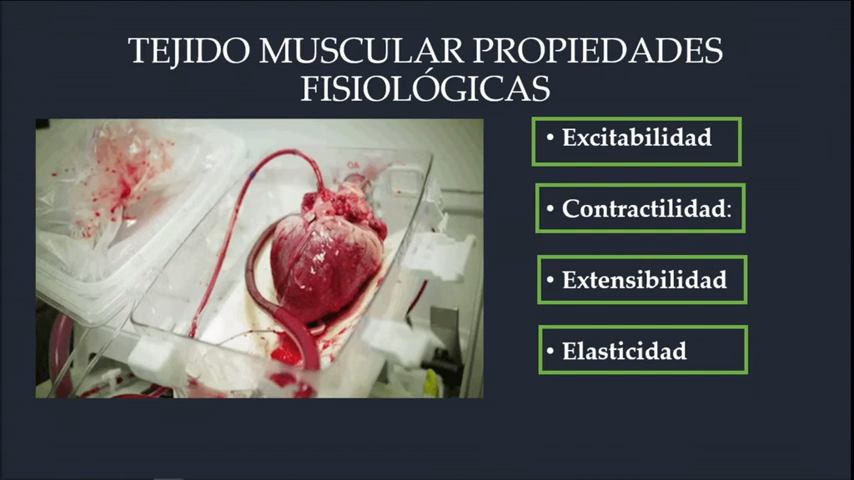 TEJIDO MUSCULAR PROPIEDADES
FISIOLÓGICAS
• Excitabilidad
• Contractilidad:
• Extensibilidad
• Elasticidad